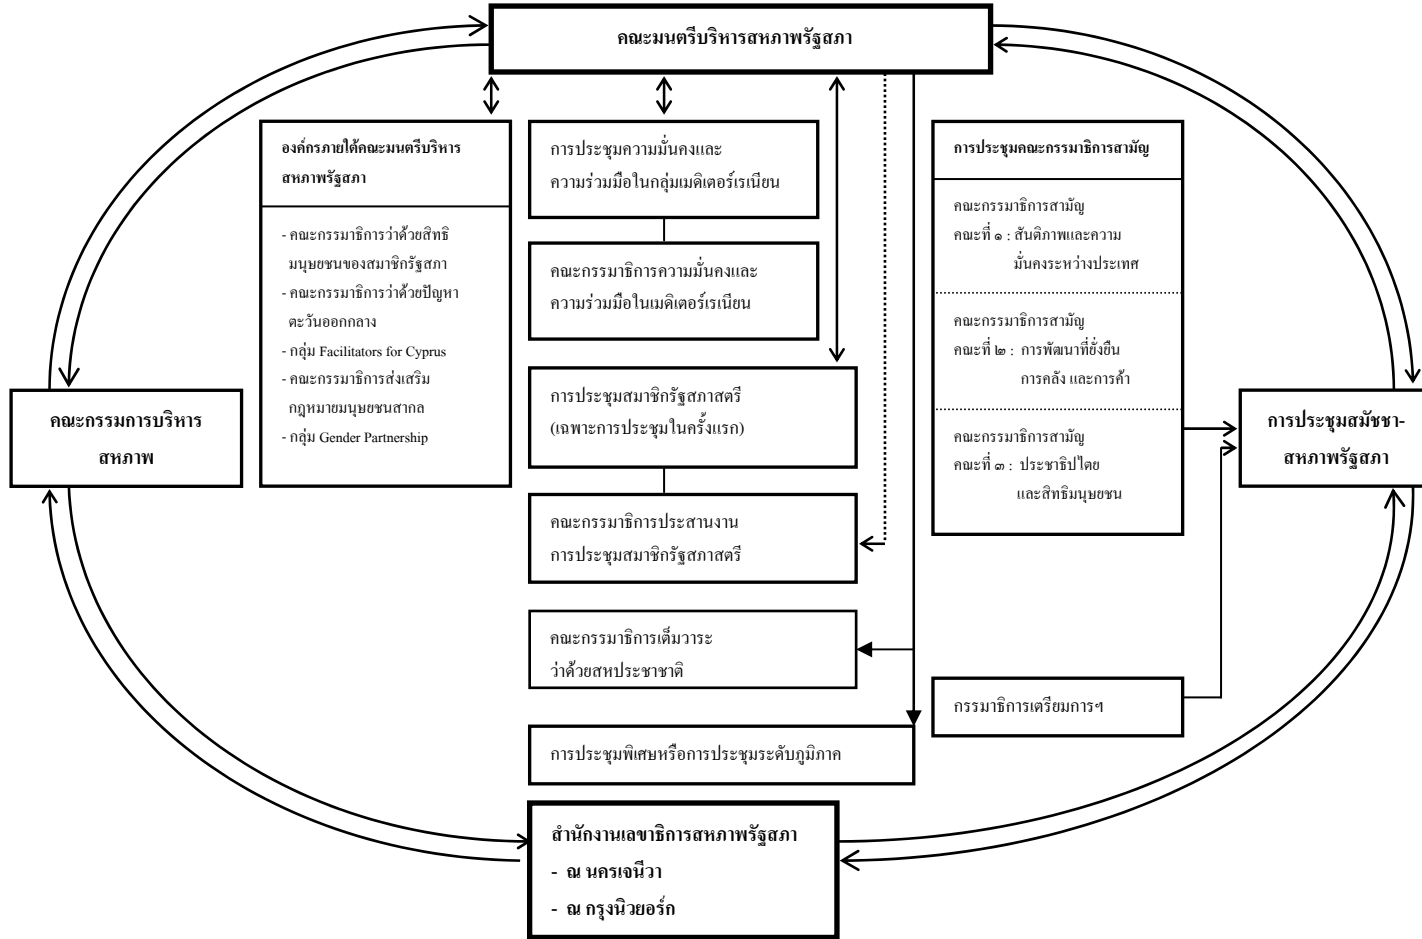 คณะมนตรีบริหารสหภาพรัฐสภา
องค์กรภายใต้คณะมนตรีบริหาร
สหภาพรัฐสภา
- คณะกรรมาธิการว่าด้วยสิทธิ
มนุษยชนของสมาชิกรัฐสภา
- คณะกรรมาธิการว่าด้วยปัญหา
ตะวันออกกลาง
- กลุ่ม Facilitators for Cyprus
- คณะกรรมาธิการส่งเสริม
กฎหมายมนุษยชนสากล
- กลุ่ม Gender Partnership
การประชุมความมั่นคงและ
ความร่วมมือในกลุ่มเมดิเตอร์เรเนียน
คณะกรรมาธิการความมั่นคงและ
ความร่วมมือในเมดิเตอร์เรเนียน
การประชุมสมาชิกรัฐสภาสตรี
(เฉพาะการประชุมในครั้งแรก)
คณะกรรมาธิการประสานงาน
การประชุมสมาชิกรัฐสภาสตรี
คณะกรรมาธิการเต็มวาระ
ว่าด้วยสหประชาชาติ
การประชุมพิเศษหรือการประชุมระดับภูมิภาค
การประชุมคณะกรรมาธิการสามัญ
คณะกรรมาธิการสามัญ
คณะที่ ๑ : สันติภาพและความ
มั่นคงระหว่างประเทศ
คณะกรรมาธิการสามัญ
คณะที่ ๒ : การพัฒนาที่ยั่งยืน
การคลัง และการค้า
คณะกรรมาธิการสามัญ
คณะที่ ๓ : ประชาธิปไตย
และสิทธิมนุษยชน
กรรมาธิการเตรียมการฯ
คณะกรรมการบริหาร
สหภาพ
การประชุมสมัชชา-
สหภาพรัฐสภา
สำนักงานเลขาธิการสหภาพรัฐสภา
- ณ นครเจนีวา
- ณ กรุงนิวยอร์ก